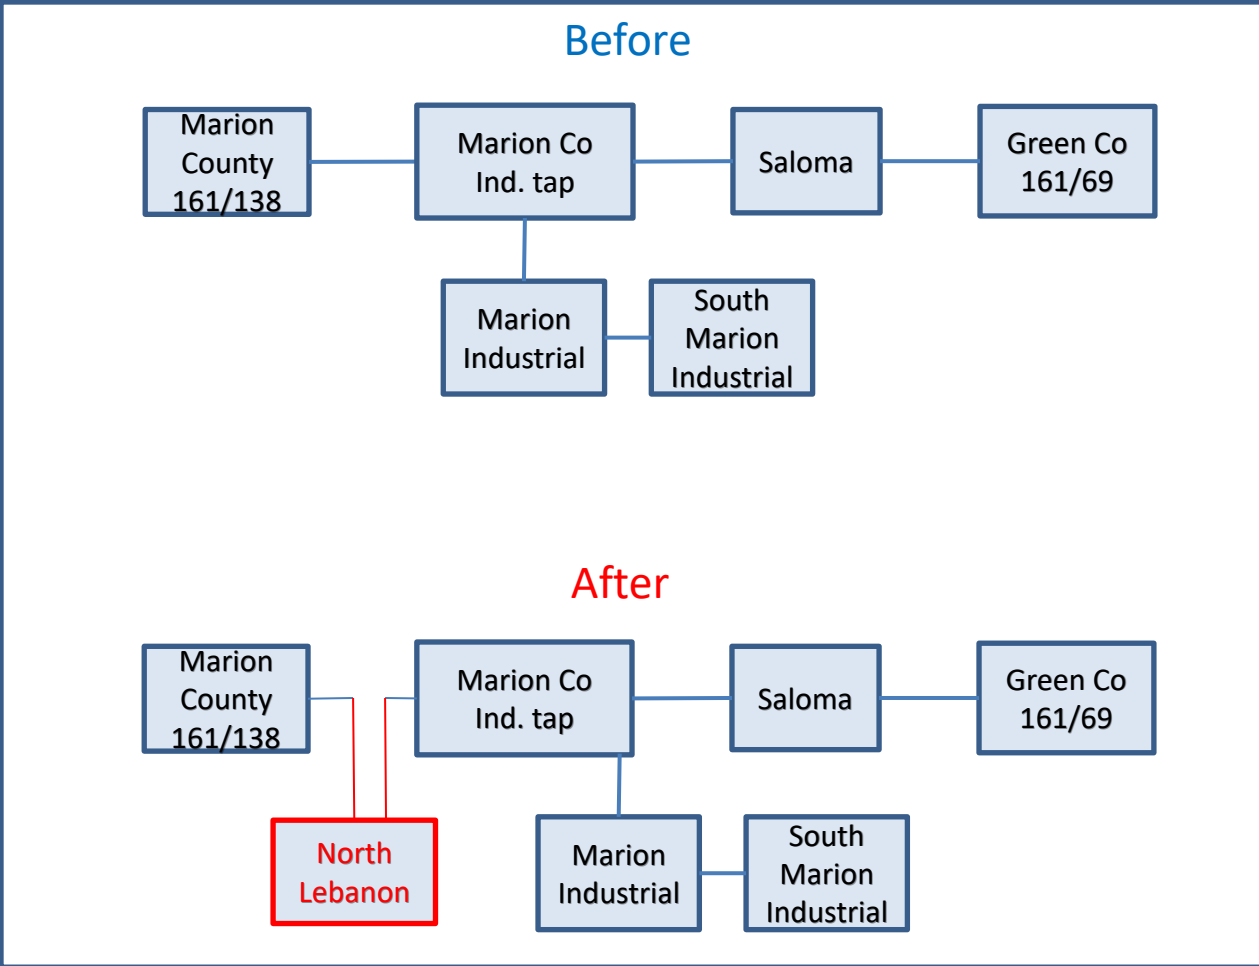 Before
Marion
County
161/138
Marion Co
Ind. tap
Saloma
Green Co
161/69
Marion
Industrial
South
Marion
Industrial
After
Marion
County
161/138
Marion Co
Ind. tap
Saloma
Green Co
161/69
North
Lebanon
Marion
Industrial
South
Marion
Industrial